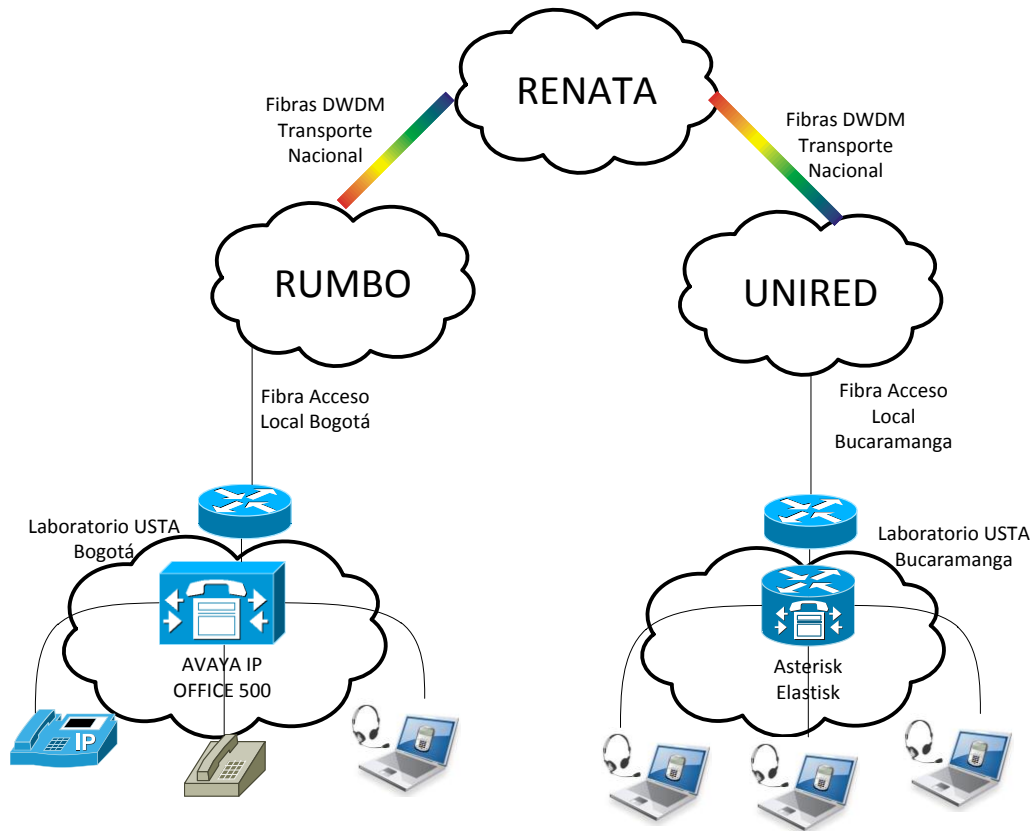 RENATA
Fibras DWDM
Transporte
Nacional
Fibras DWDM
Transporte
Nacional
RUMBO
UNIRED
Fibra Acceso
Local Bogotá
Fibra Acceso
Local
Bucaramanga
Laboratorio USTA
Bogotá
Laboratorio USTA
Bucaramanga
AVAYA IP
OFFICE 500
Asterisk
Elastisk
IP